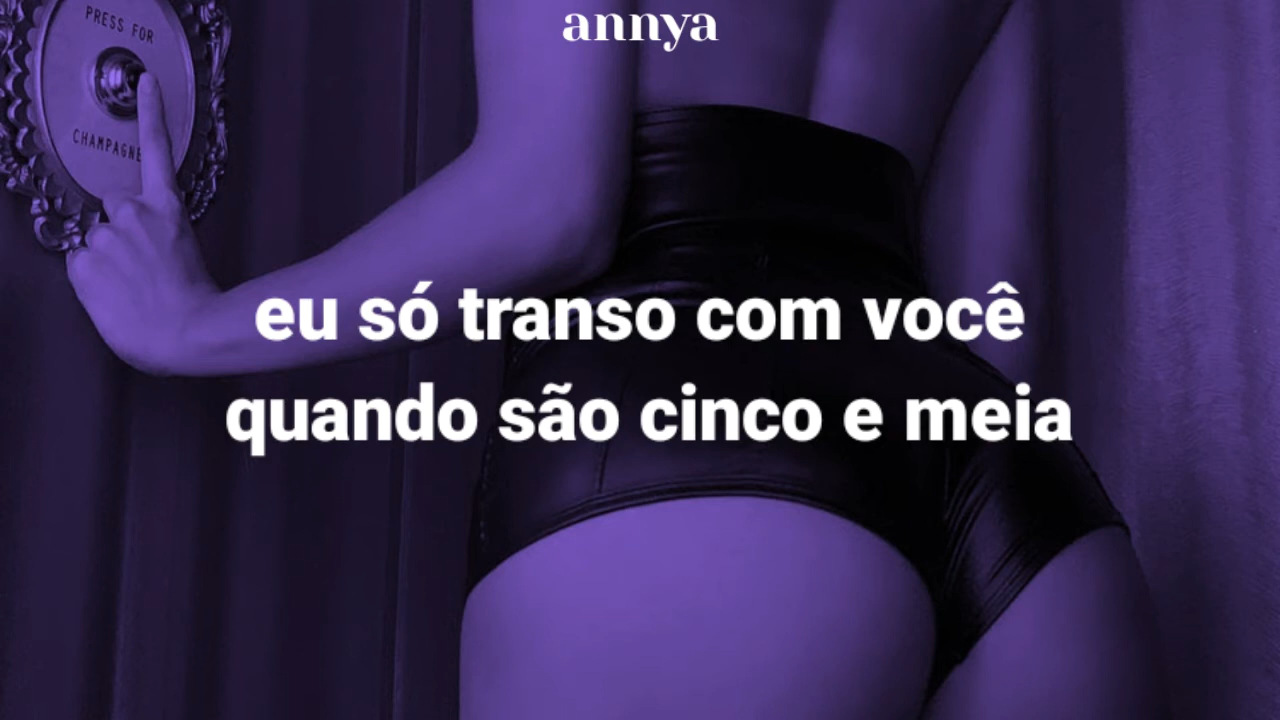 annya
PRESS FOR
CHAMPAGNE
eu só transo com você
quando são cinco e meia